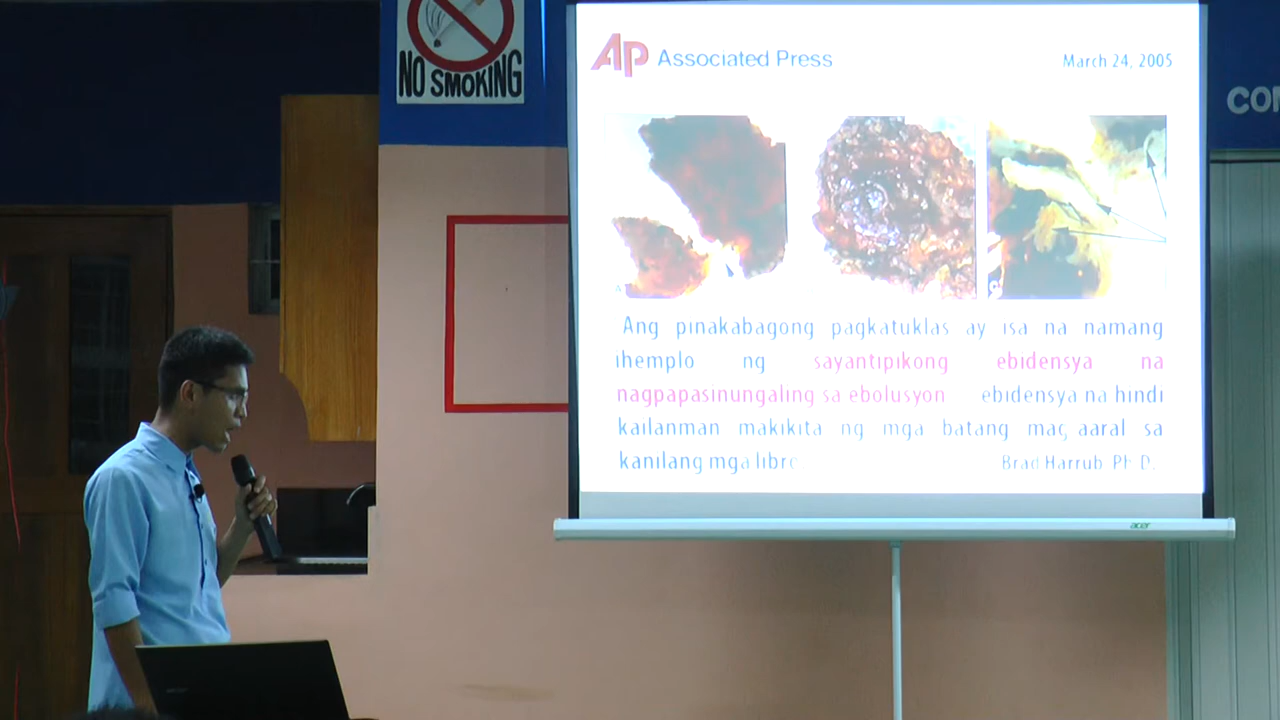 NO SMOKING
AP Associated Press
March 24, 2005
CO
Ang pinakabagong pagkatuklas ay isa na namang
ihemplo ng sayantipikong ebidensya na
nagpapasinungaling sa ebolusyon ebidensya na hindi
kailanman makikita ng mga batang mag aaral sa
kanilang mga libro
Brad Harrub Ph D.
acer